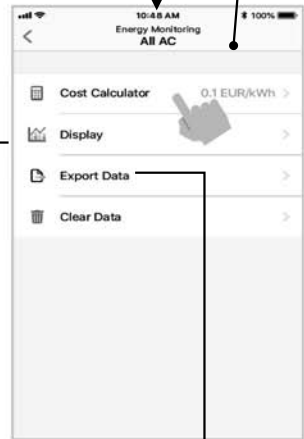 10:48 AM
100%
Energy Monitoring
All AC
Cost Calculator 0.1 EUR/kWh
Display
Export Data
Clear Data